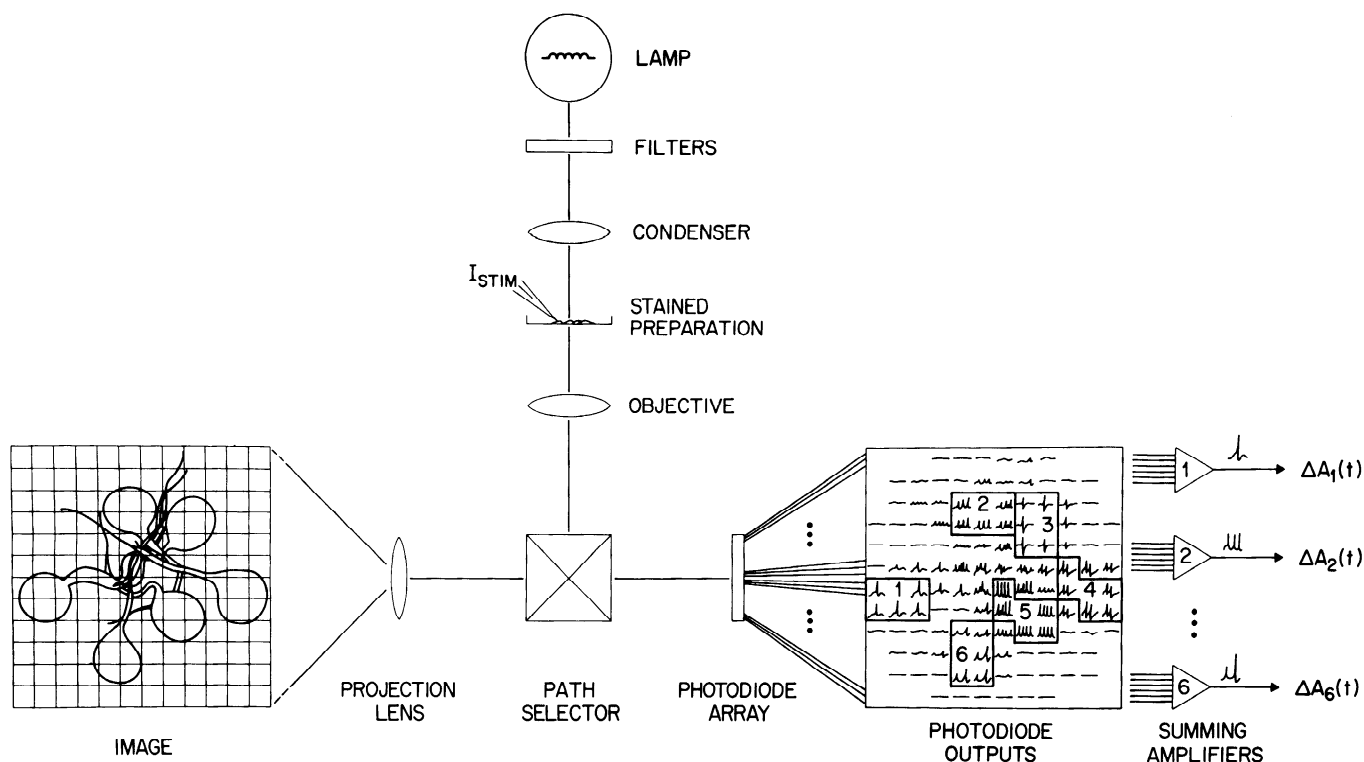 LAMP
FILTERS
CONDENSER
I_STIM
STAINED
PREPARATION
OBJECTIVE
IMAGE
PROJECTION
LENS
PATH
SELECTOR
PHOTODIODE
ARRAY
1
2
3
4
5
6
PHOTODIODE
OUTPUTS
1
2
6
SUMMING
AMPLIFIERS
ΔA₁(t)
ΔA₂(t)
ΔA₆(t)